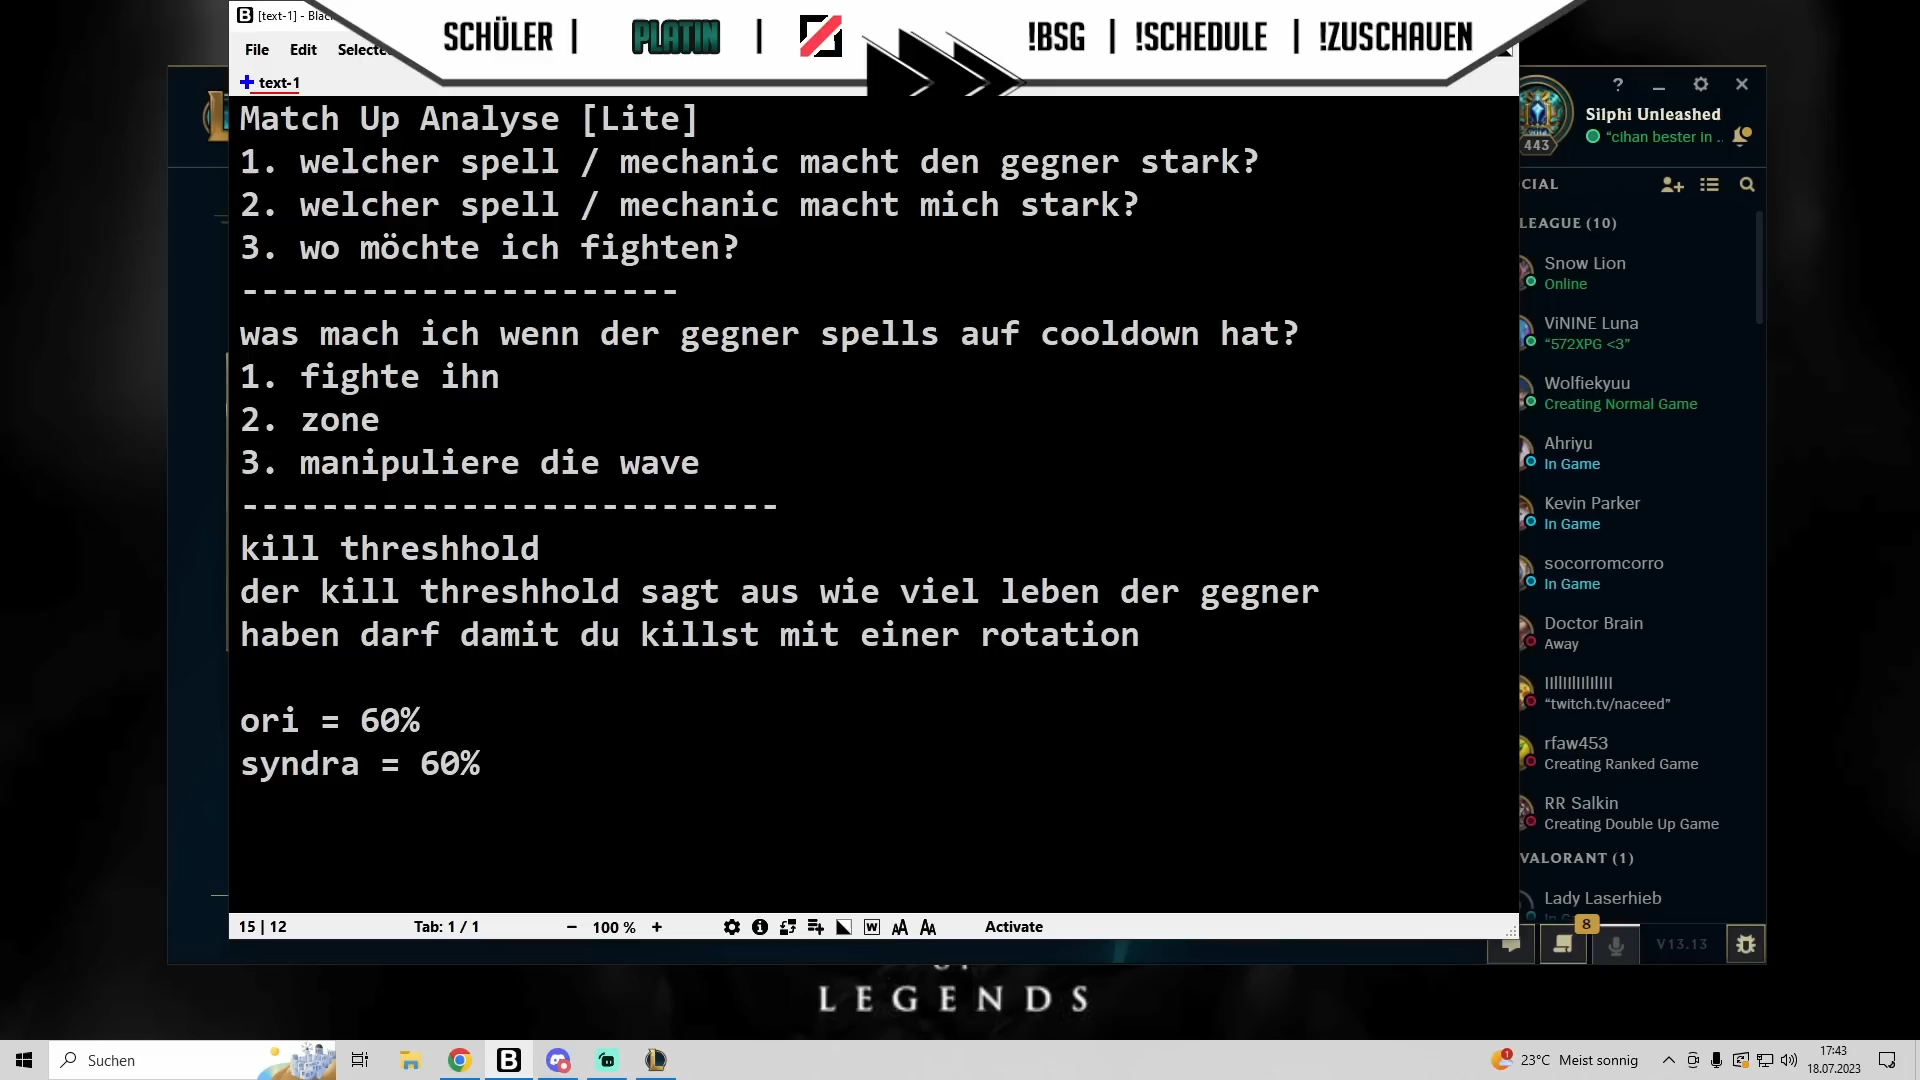 [text-1] - Blac
SCHÜLER | PLATIN | !BSG | !SCHEDULE | !ZUSCHAUEN
File Edit Selecte
text-1
Match Up Analyse [Lite]
1. welcher spell / mechanic macht den gegner stark?
2. welcher spell / mechanic macht mich stark?
3. wo möchte ich fighten?
----------------------
was mach ich wenn der gegner spells auf cooldown hat?
1. fighte ihn
2. zone
3. manipuliere die wave
---------------------------
kill threshhold
der kill threshhold sagt aus wie viel leben der gegner
haben darf damit du killst mit einer rotation
ori = 60%
syndra = 60%
15 | 12 Tab: 1 / 1 − 100 % + Activate
?
Silphi Unleashed
“cihan bester in ..
443
CIAL
LEAGUE (10)
Snow Lion
Online
ViNINE Luna
“572XPG <3”
Wolfiekyuu
Creating Normal Game
Ahriyu
In Game
Kevin Parker
In Game
socorromcorro
In Game
Doctor Brain
Away
“twitch.tv/naceed”
rfaw453
Creating Ranked Game
RR Salkin
Creating Double Up Game
VALORANT (1)
Lady Laserhieb
8
V13.13
LEGENDS
Suchen
1
23°C Meist sonnig
17:43
18.07.2023